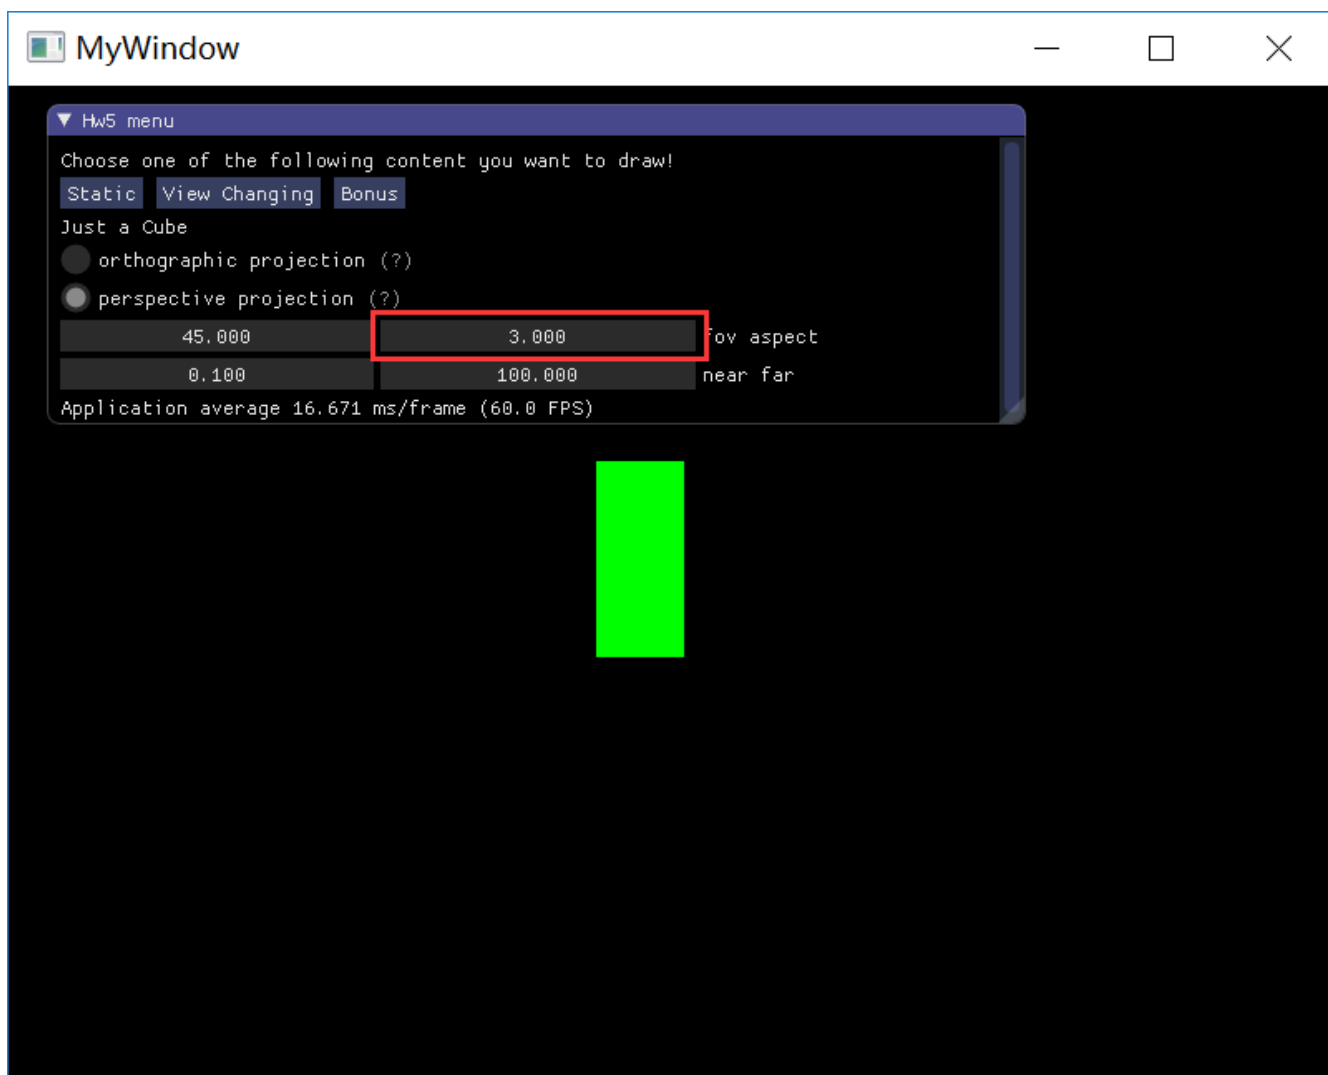 MyWindow
Hw5 menu
Choose one of the following content you want to draw!
Static View Changing Bonus
Just a Cube
orthographic projection (?)
perspective projection (?)
45.000 3.000 fov aspect
0.100 100.000 near far
Application average 16.671 ms/frame (60.0 FPS)